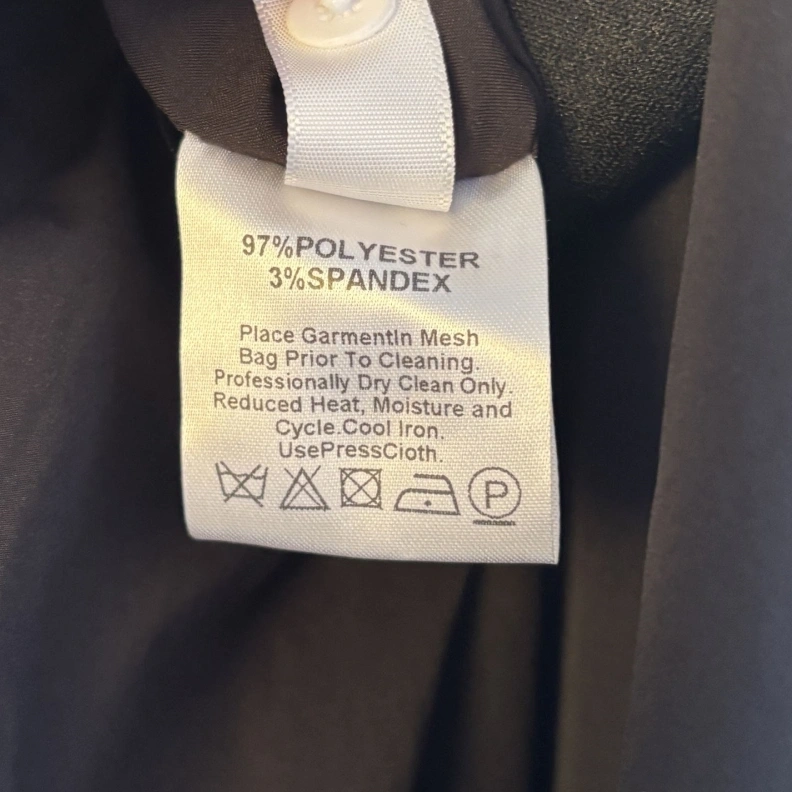 97%POLYESTER
3%SPANDEX
Place GarmentIn Mesh
Bag Prior To Cleaning.
Professionally Dry Clean Only.
Reduced Heat, Moisture and
Cycle.Cool Iron.
UsePressCloth.
P